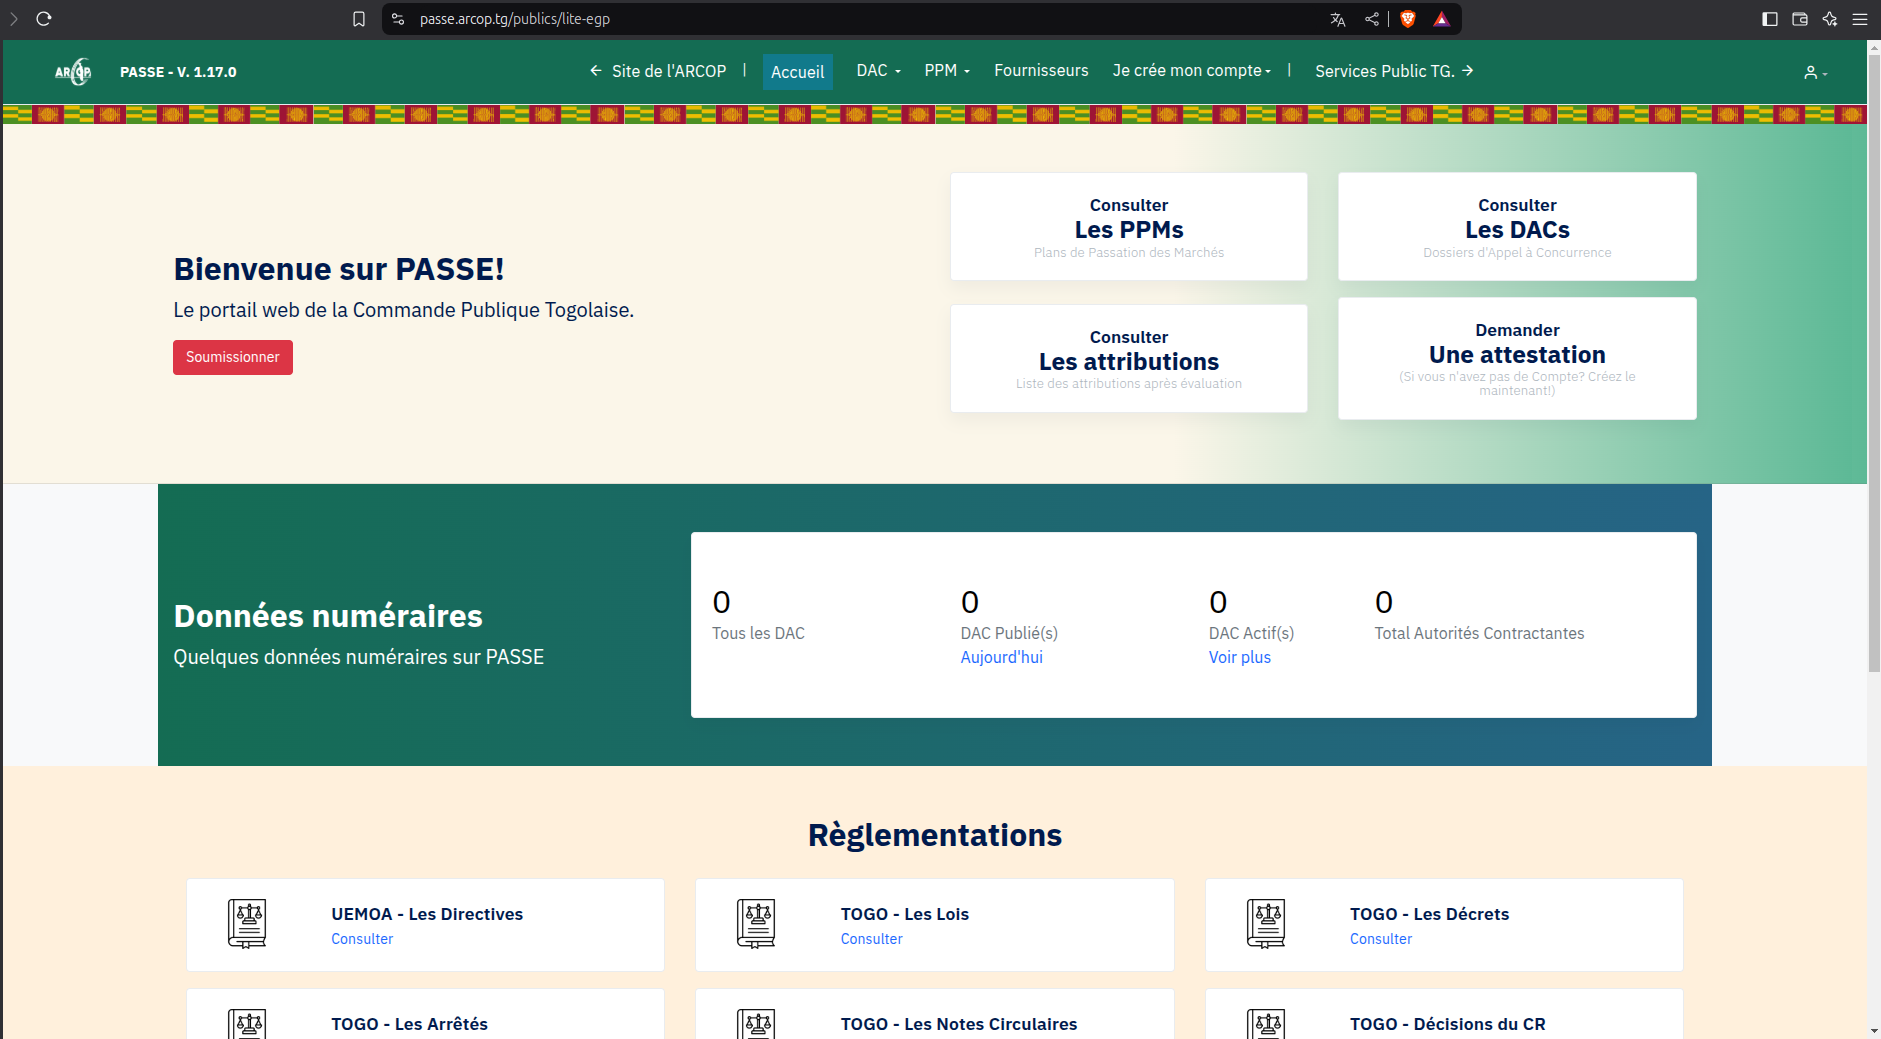 passe.arcop.tg/publics/lite-egp
ARCOP
PASSE - V. 1.17.0
Site de l'ARCOP
Accueil
DAC
PPM
Fournisseurs
Je crée mon compte
Services Public TG.
Bienvenue sur PASSE!
Le portail web de la Commande Publique Togolaise.
Soumissionner
Consulter
Les PPMs
Plans de Passation des Marchés
Consulter
Les DACs
Dossiers d'Appel à Concurrence
Consulter
Les attributions
Liste des attributions après évaluation
Demander
Une attestation
(Si vous n'avez pas de Compte? Créez le
maintenant!)
Données numéraires
Quelques données numéraires sur PASSE
0
Tous les DAC
0
DAC Publié(s)
Aujourd'hui
0
DAC Actif(s)
Voir plus
0
Total Autorités Contractantes
Règlementations
UEMOA - Les Directives
Consulter
TOGO - Les Lois
Consulter
TOGO - Les Décrets
Consulter
TOGO - Les Arrêtés
TOGO - Les Notes Circulaires
TOGO - Décisions du CR